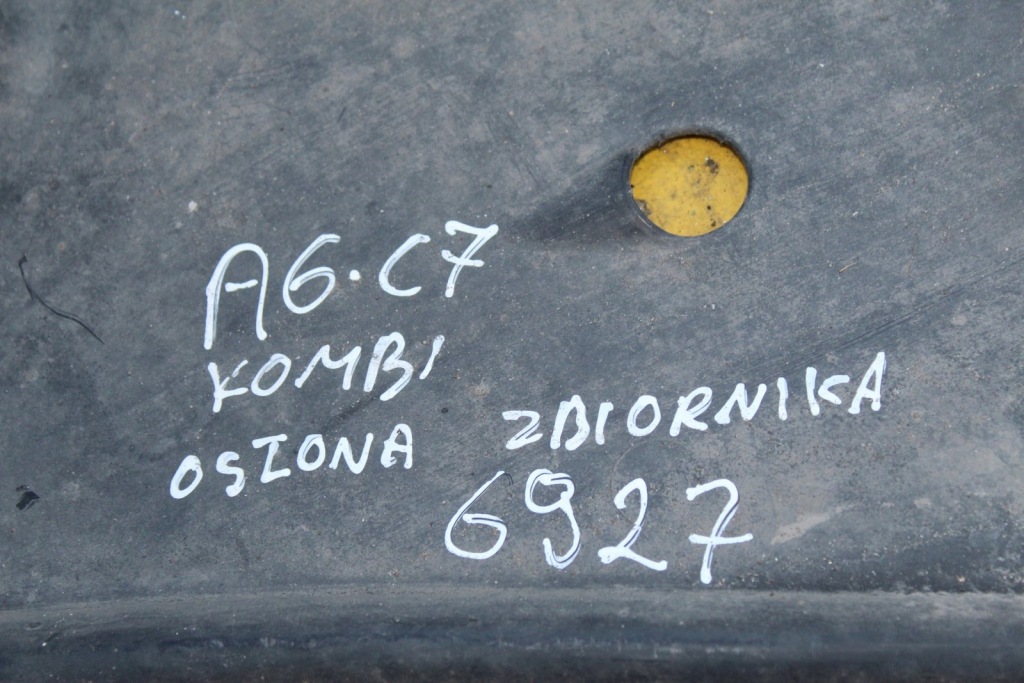 A6·C7
KOMBI
OSŁONA ZBIORNIKA
6927